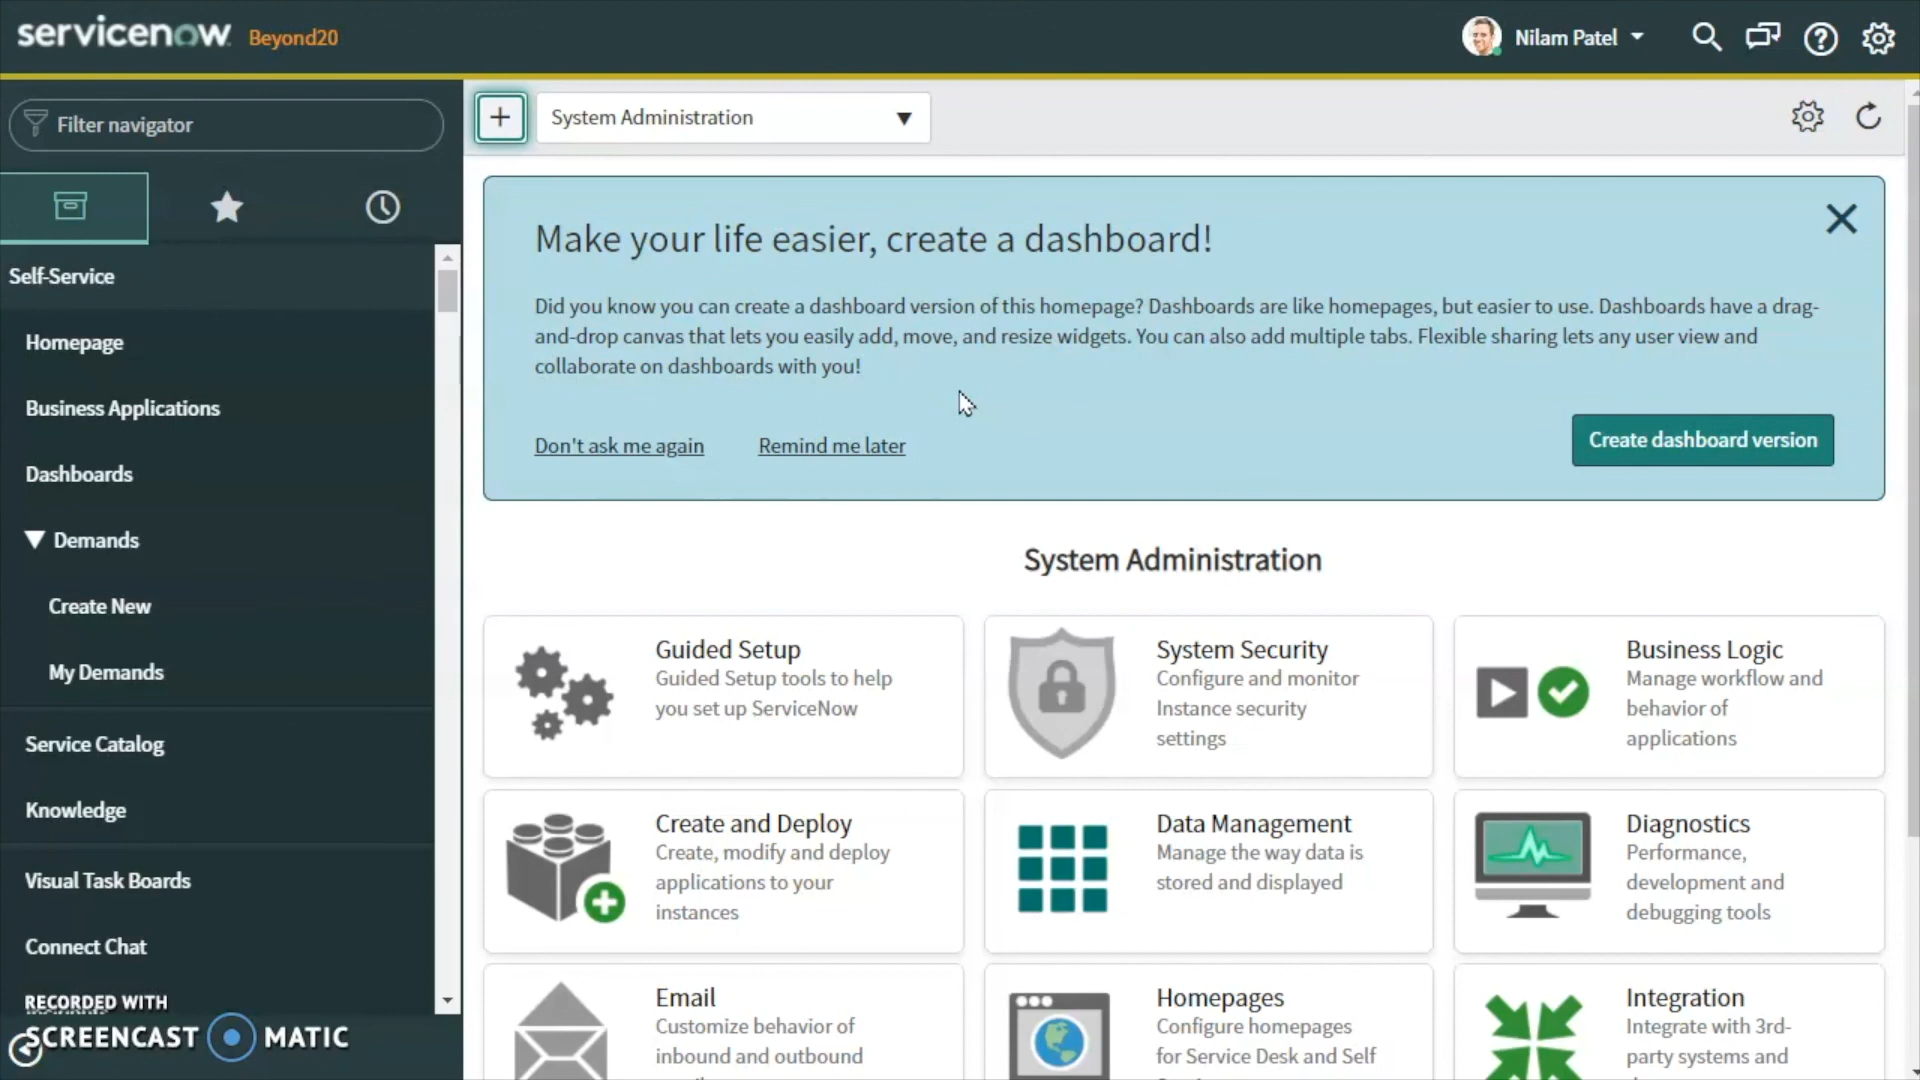 servicenow Beyond20
Nilam Patel
Filter navigator
System Administration
Self-Service
Homepage
Business Applications
Dashboards
Demands
Create New
My Demands
Service Catalog
Knowledge
Visual Task Boards
Connect Chat
RECORDED WITH
SCREENCAST MATIC
Make your life easier, create a dashboard!
Did you know you can create a dashboard version of this homepage? Dashboards are like homepages, but easier to use. Dashboards have a drag-
and-drop canvas that lets you easily add, move, and resize widgets. You can also add multiple tabs. Flexible sharing lets any user view and
collaborate on dashboards with you!
Don't ask me again
Remind me later
Create dashboard version
System Administration
Guided Setup
Guided Setup tools to help
you set up ServiceNow
System Security
Configure and monitor
Instance security
settings
Business Logic
Manage workflow and
behavior of
applications
Create and Deploy
Create, modify and deploy
applications to your
instances
Data Management
Manage the way data is
stored and displayed
Diagnostics
Performance,
development and
debugging tools
Email
Customize behavior of
inbound and outbound
Homepages
Configure homepages
for Service Desk and Self
Integration
Integrate with 3rd-
party systems and